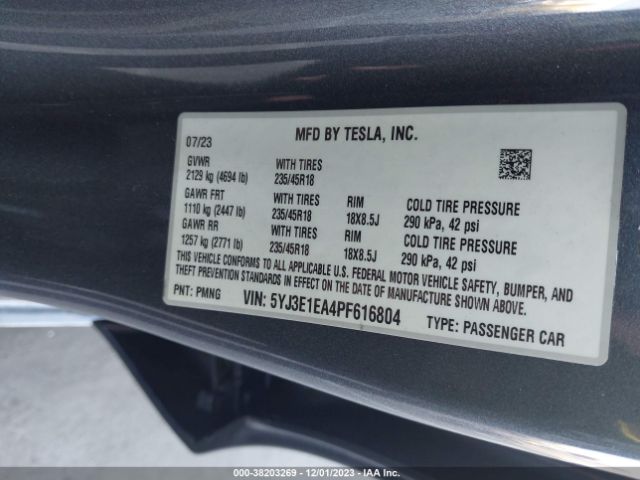 07/23 MFD BY TESLA, INC.
GVWR WITH TIRES
2129 kg (4694 lb) 235/45R18
GAWR FRT WITH TIRES RIM COLD TIRE PRESSURE
1110 kg (2447 lb) 235/45R18 18X8.5J 290 kPa, 42 psi
GAWR RR WITH TIRES RIM COLD TIRE PRESSURE
1257 kg (2771 lb) 235/45R18 18X8.5J 290 kPa, 42 psi
THIS VEHICLE CONFORMS TO ALL APPLICABLE U.S. FEDERAL MOTOR VEHICLE SAFETY, BUMPER, AND
THEFT PREVENTION STANDARDS IN EFFECT ON THE DATE OF MANUFACTURE SHOWN ABOVE.
PNT: PMNG VIN: 5YJ3E1EA4PF616804 TYPE: PASSENGER CAR
000-38203269 - 12/01/2023 - IAA Inc.